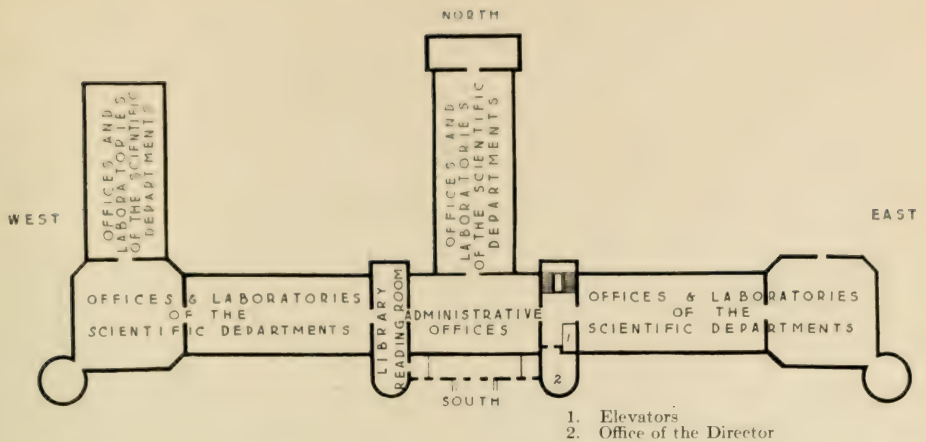 NORTH
OFFICES AND
LABORATORIES
OF THE SCIENTIFIC
DEPARTMENTS
OFFICES AND
LABORATORIES
OF THE SCIENTIFIC
DEPARTMENTS
WEST
EAST
OFFICES & LABORATORIES
OF THE
SCIENTIFIC DEPARTMENTS
LIBRARY
READING ROOM
ADMINISTRATIVE
OFFICES
OFFICES & LABORATORIES
OF THE
SCIENTIFIC DEPARTMENTS
1
2
SOUTH
1. Elevators
2. Office of the Director